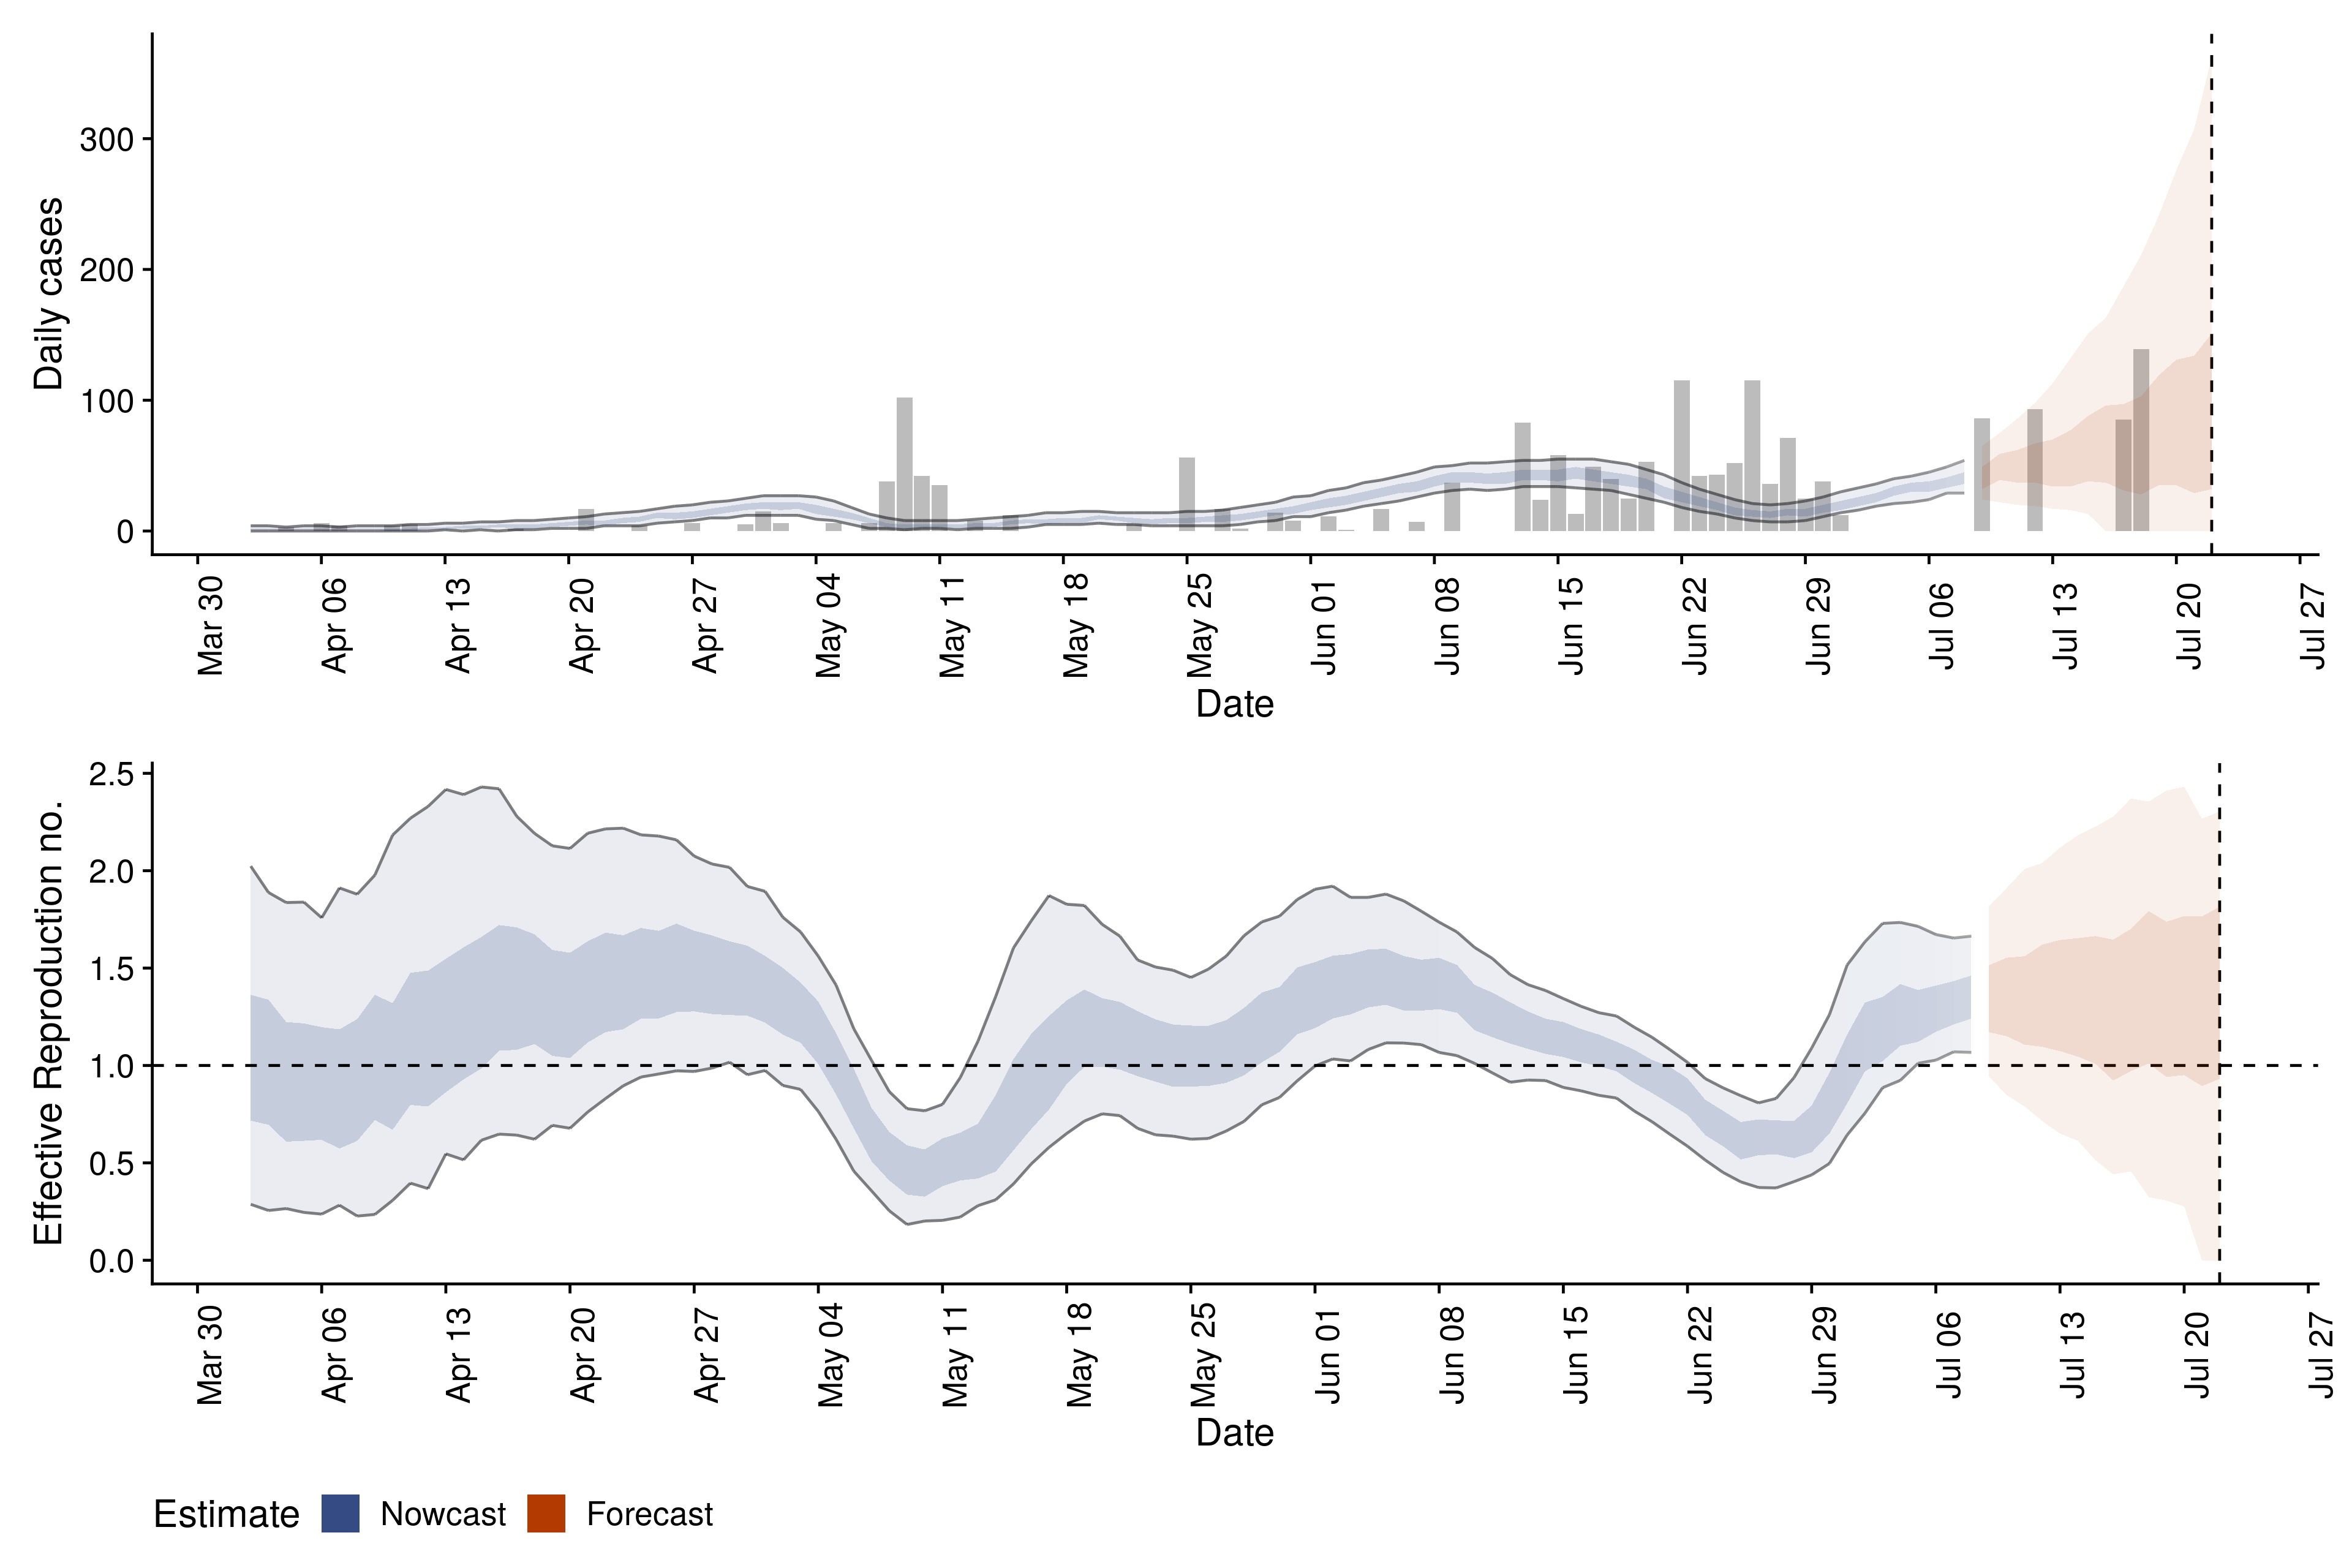 Daily cases
300
200
100
0
Mar 30 Apr 06 Apr 13 Apr 20 Apr 27 May 04 May 11 May 18 May 25 Jun 01 Jun 08 Jun 15 Jun 22 Jun 29 Jul 06 Jul 13 Jul 20 Jul 27
Date
Effective Reproduction no.
2.5
2.0
1.5
1.0
0.5
0.0
Mar 30 Apr 06 Apr 13 Apr 20 Apr 27 May 04 May 11 May 18 May 25 Jun 01 Jun 08 Jun 15 Jun 22 Jun 29 Jul 06 Jul 13 Jul 20 Jul 27
Date
Estimate Nowcast Forecast